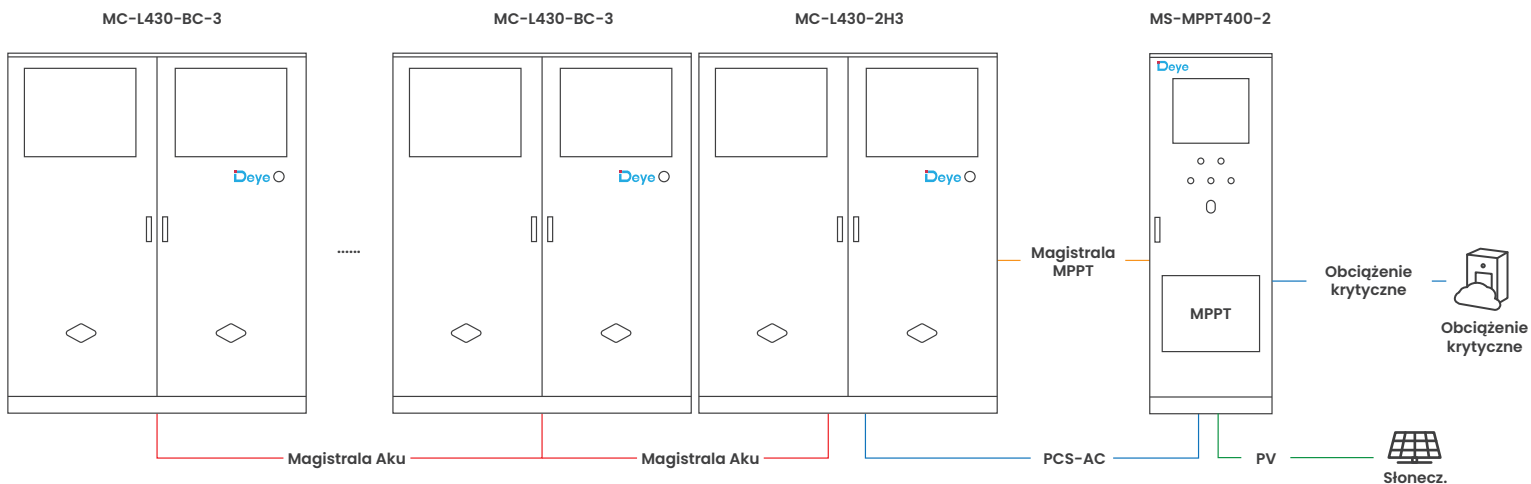 MC-L430-BC-3
MC-L430-BC-3
MC-L430-2H3
MS-MPPT400-2
Deye
Deye
Deye
Deye
......
Magistrala
MPPT
Obciążenie
krytyczne
MPPT
Obciążenie
krytyczne
Magistrala Aku
Magistrala Aku
PCS-AC
PV
Słonecz.